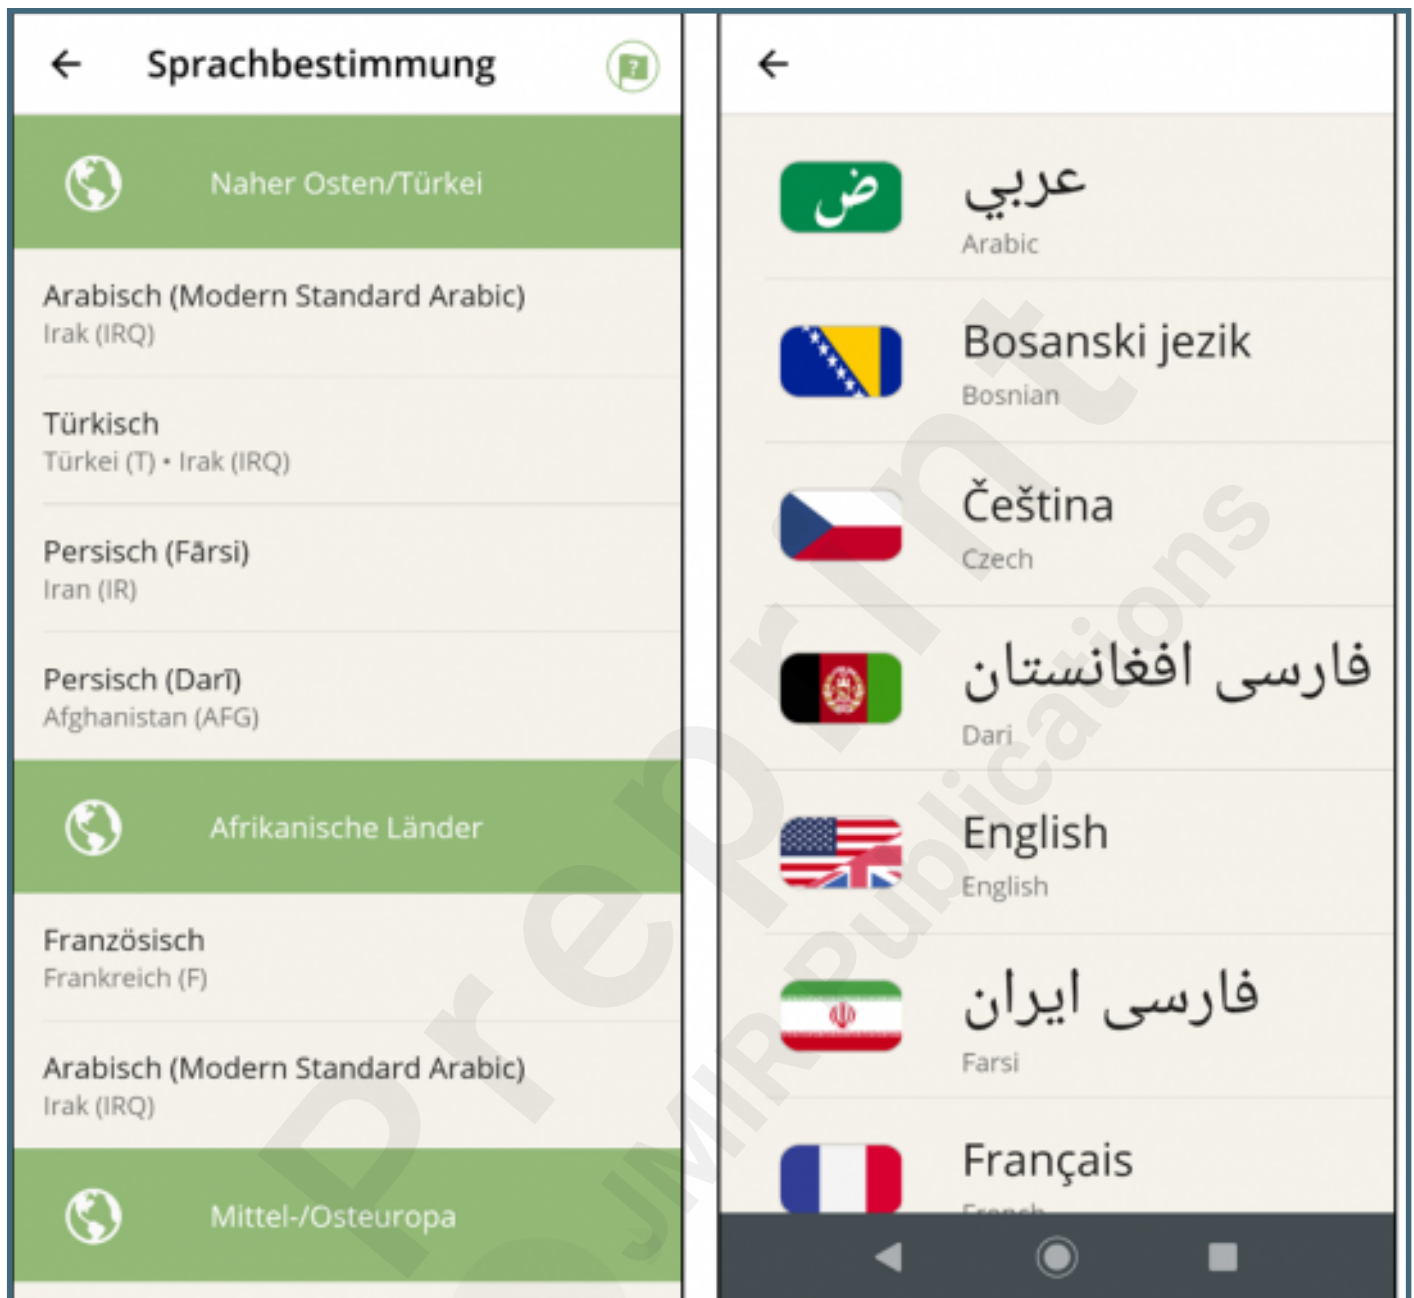 Sprachbestimmung
?
Naher Osten/Türkei
Arabisch (Modern Standard Arabic)
Irak (IRQ)
Türkisch
Türkei (T) • Irak (IRQ)
Persisch (Fārsi)
Iran (IR)
Persisch (Darī)
Afghanistan (AFG)
Afrikanische Länder
Französisch
Frankreich (F)
Arabisch (Modern Standard Arabic)
Irak (IRQ)
Mittel-/Osteuropa
ض
عربي
Arabic
Bosanski jezik
Bosnian
Čeština
Czech
فارسی افغانستان
Dari
English
English
فارسی ایران
Farsi
Français
French
Preprint
JMIR Publications